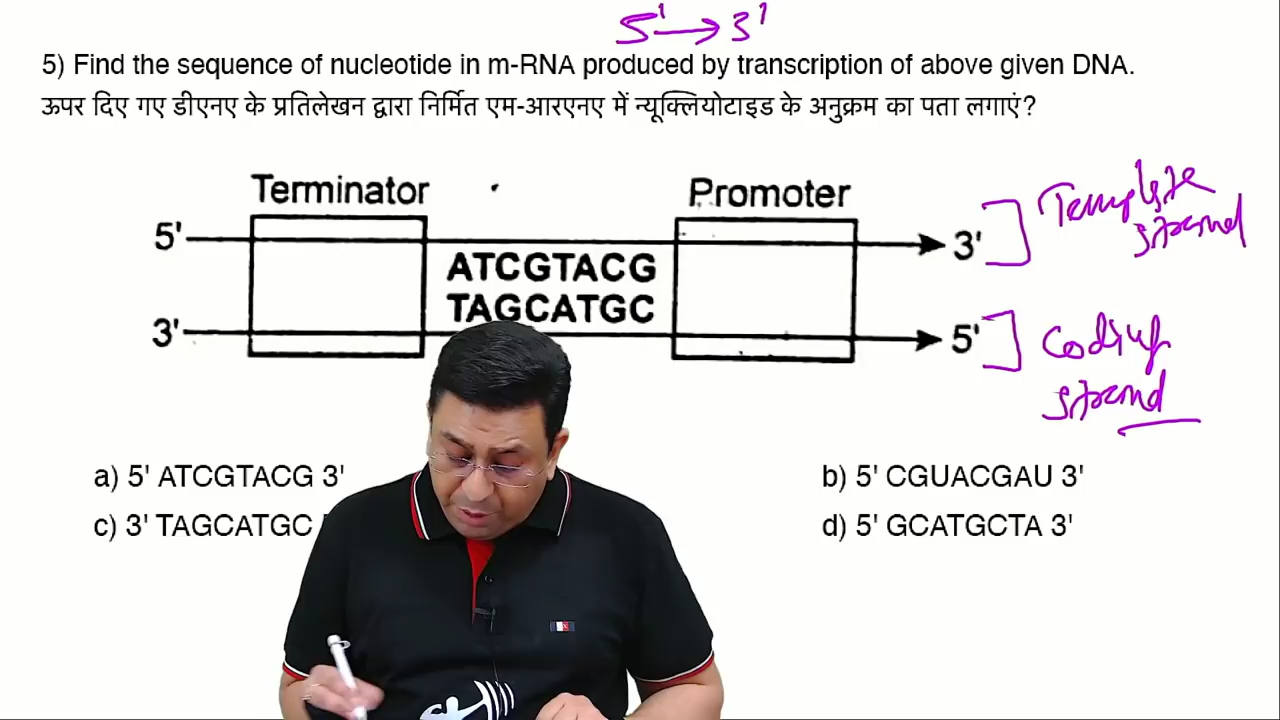 5' → 3'
5) Find the sequence of nucleotide in m-RNA produced by transcription of above given DNA.
ऊपर दिए गए डीएनए के प्रतिलेखन द्वारा निर्मित एम-आरएनए में न्यूक्लियोटाइड के अनुक्रम का पता लगाएं?
Terminator Promoter
5' ATCGTACG 3' Template strand
3' TAGCATGC 5' Coding strand
a) 5' ATCGTACG 3' b) 5' CGUACGAU 3'
c) 3' TAGCATGC d) 5' GCATGCTA 3'